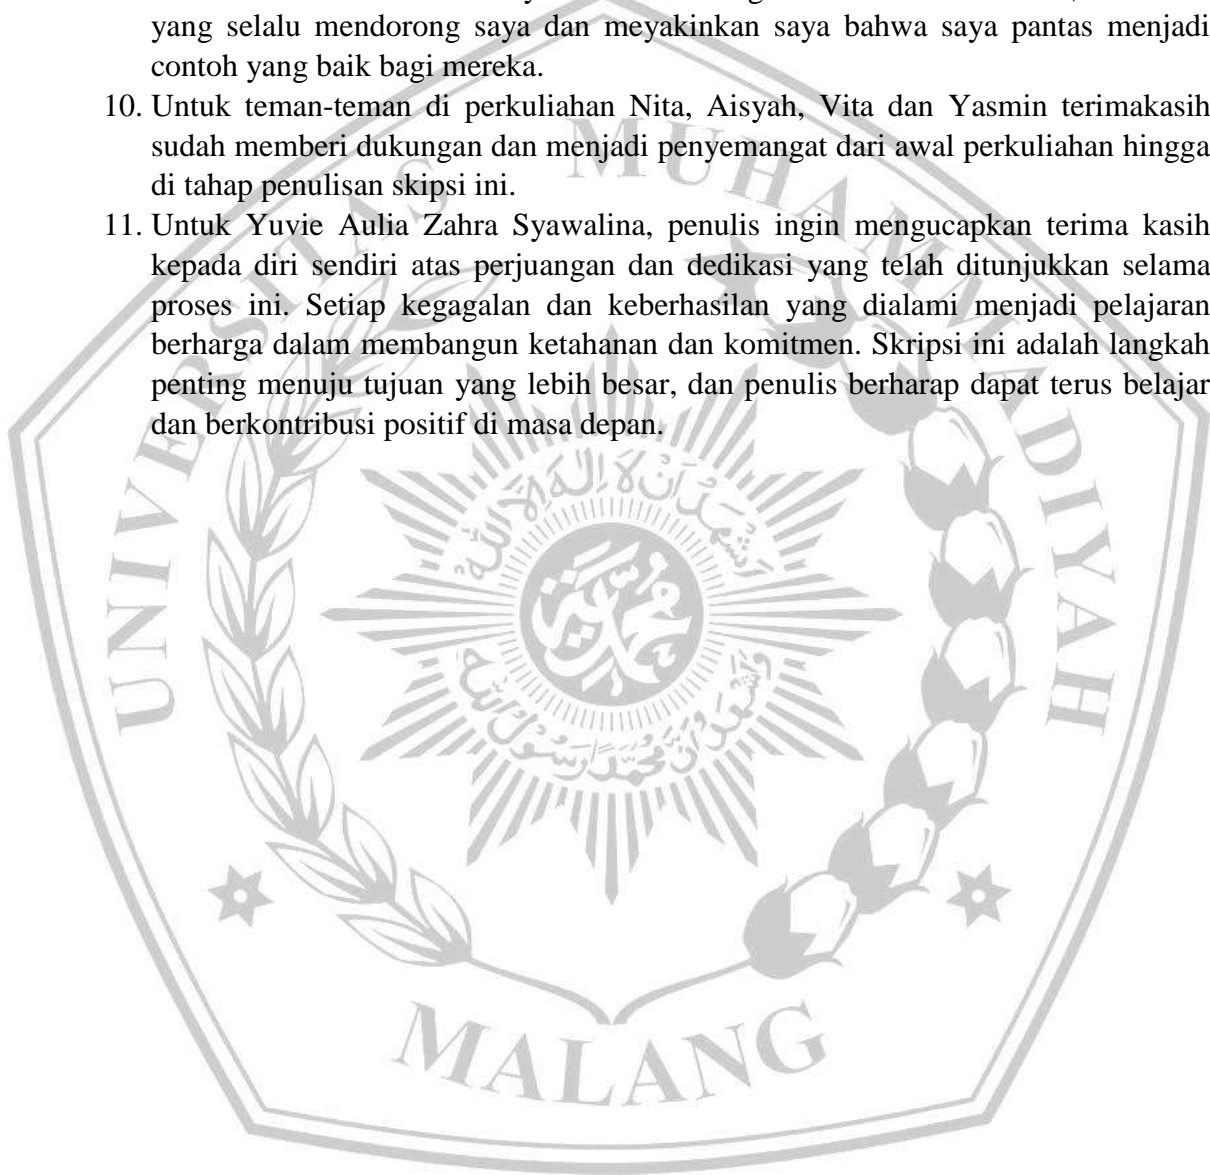 yang selalu mendorong saya dan meyakinkan saya bahwa saya pantas menjadi
contoh yang baik bagi mereka.
10. Untuk teman-teman di perkuliahan Nita, Aisyah, Vita dan Yasmin terimakasih
sudah memberi dukungan dan menjadi penyemangat dari awal perkuliahan hingga
di tahap penulisan skipsi ini.
11. Untuk Yuvie Aulia Zahra Syawalina, penulis ingin mengucapkan terima kasih
kepada diri sendiri atas perjuangan dan dedikasi yang telah ditunjukkan selama
proses ini. Setiap kegagalan dan keberhasilan yang dialami menjadi pelajaran
berharga dalam membangun ketahanan dan komitmen. Skripsi ini adalah langkah
penting menuju tujuan yang lebih besar, dan penulis berharap dapat terus belajar
dan berkontribusi positif di masa depan.
UNIVERSITAS MUHAMMADIYAH
MALANG